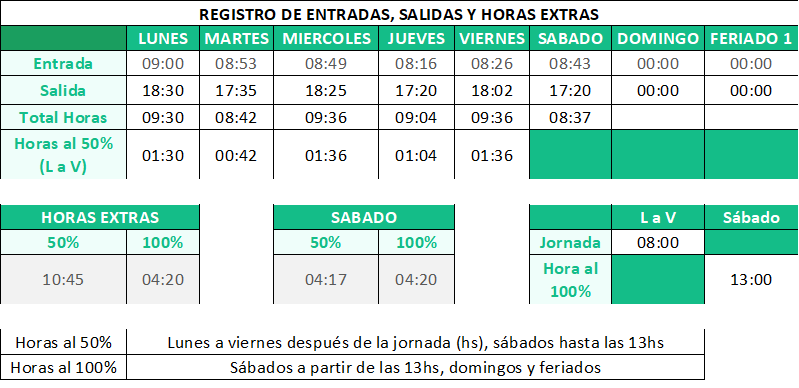 REGISTRO DE ENTRADAS, SALIDAS Y HORAS EXTRAS
LUNES MARTES MIERCOLES JUEVES VIERNES SABADO DOMINGO FERIADO 1
Entrada 09:00 08:53 08:49 08:16 08:26 08:43 00:00 00:00
Salida 18:30 17:35 18:25 17:20 18:02 17:20 00:00 00:00
Total Horas 09:30 08:42 09:36 09:04 09:36 08:37
Horas al 50% (L a V) 01:30 00:42 01:36 01:04 01:36
HORAS EXTRAS SABADO L a V Sábado
50% 100% 50% 100% Jornada 08:00
10:45 04:20 04:17 04:20 Hora al 100% 13:00
Horas al 50% Lunes a viernes después de la jornada (hs), sábados hasta las 13hs
Horas al 100% Sábados a partir de las 13hs, domingos y feriados